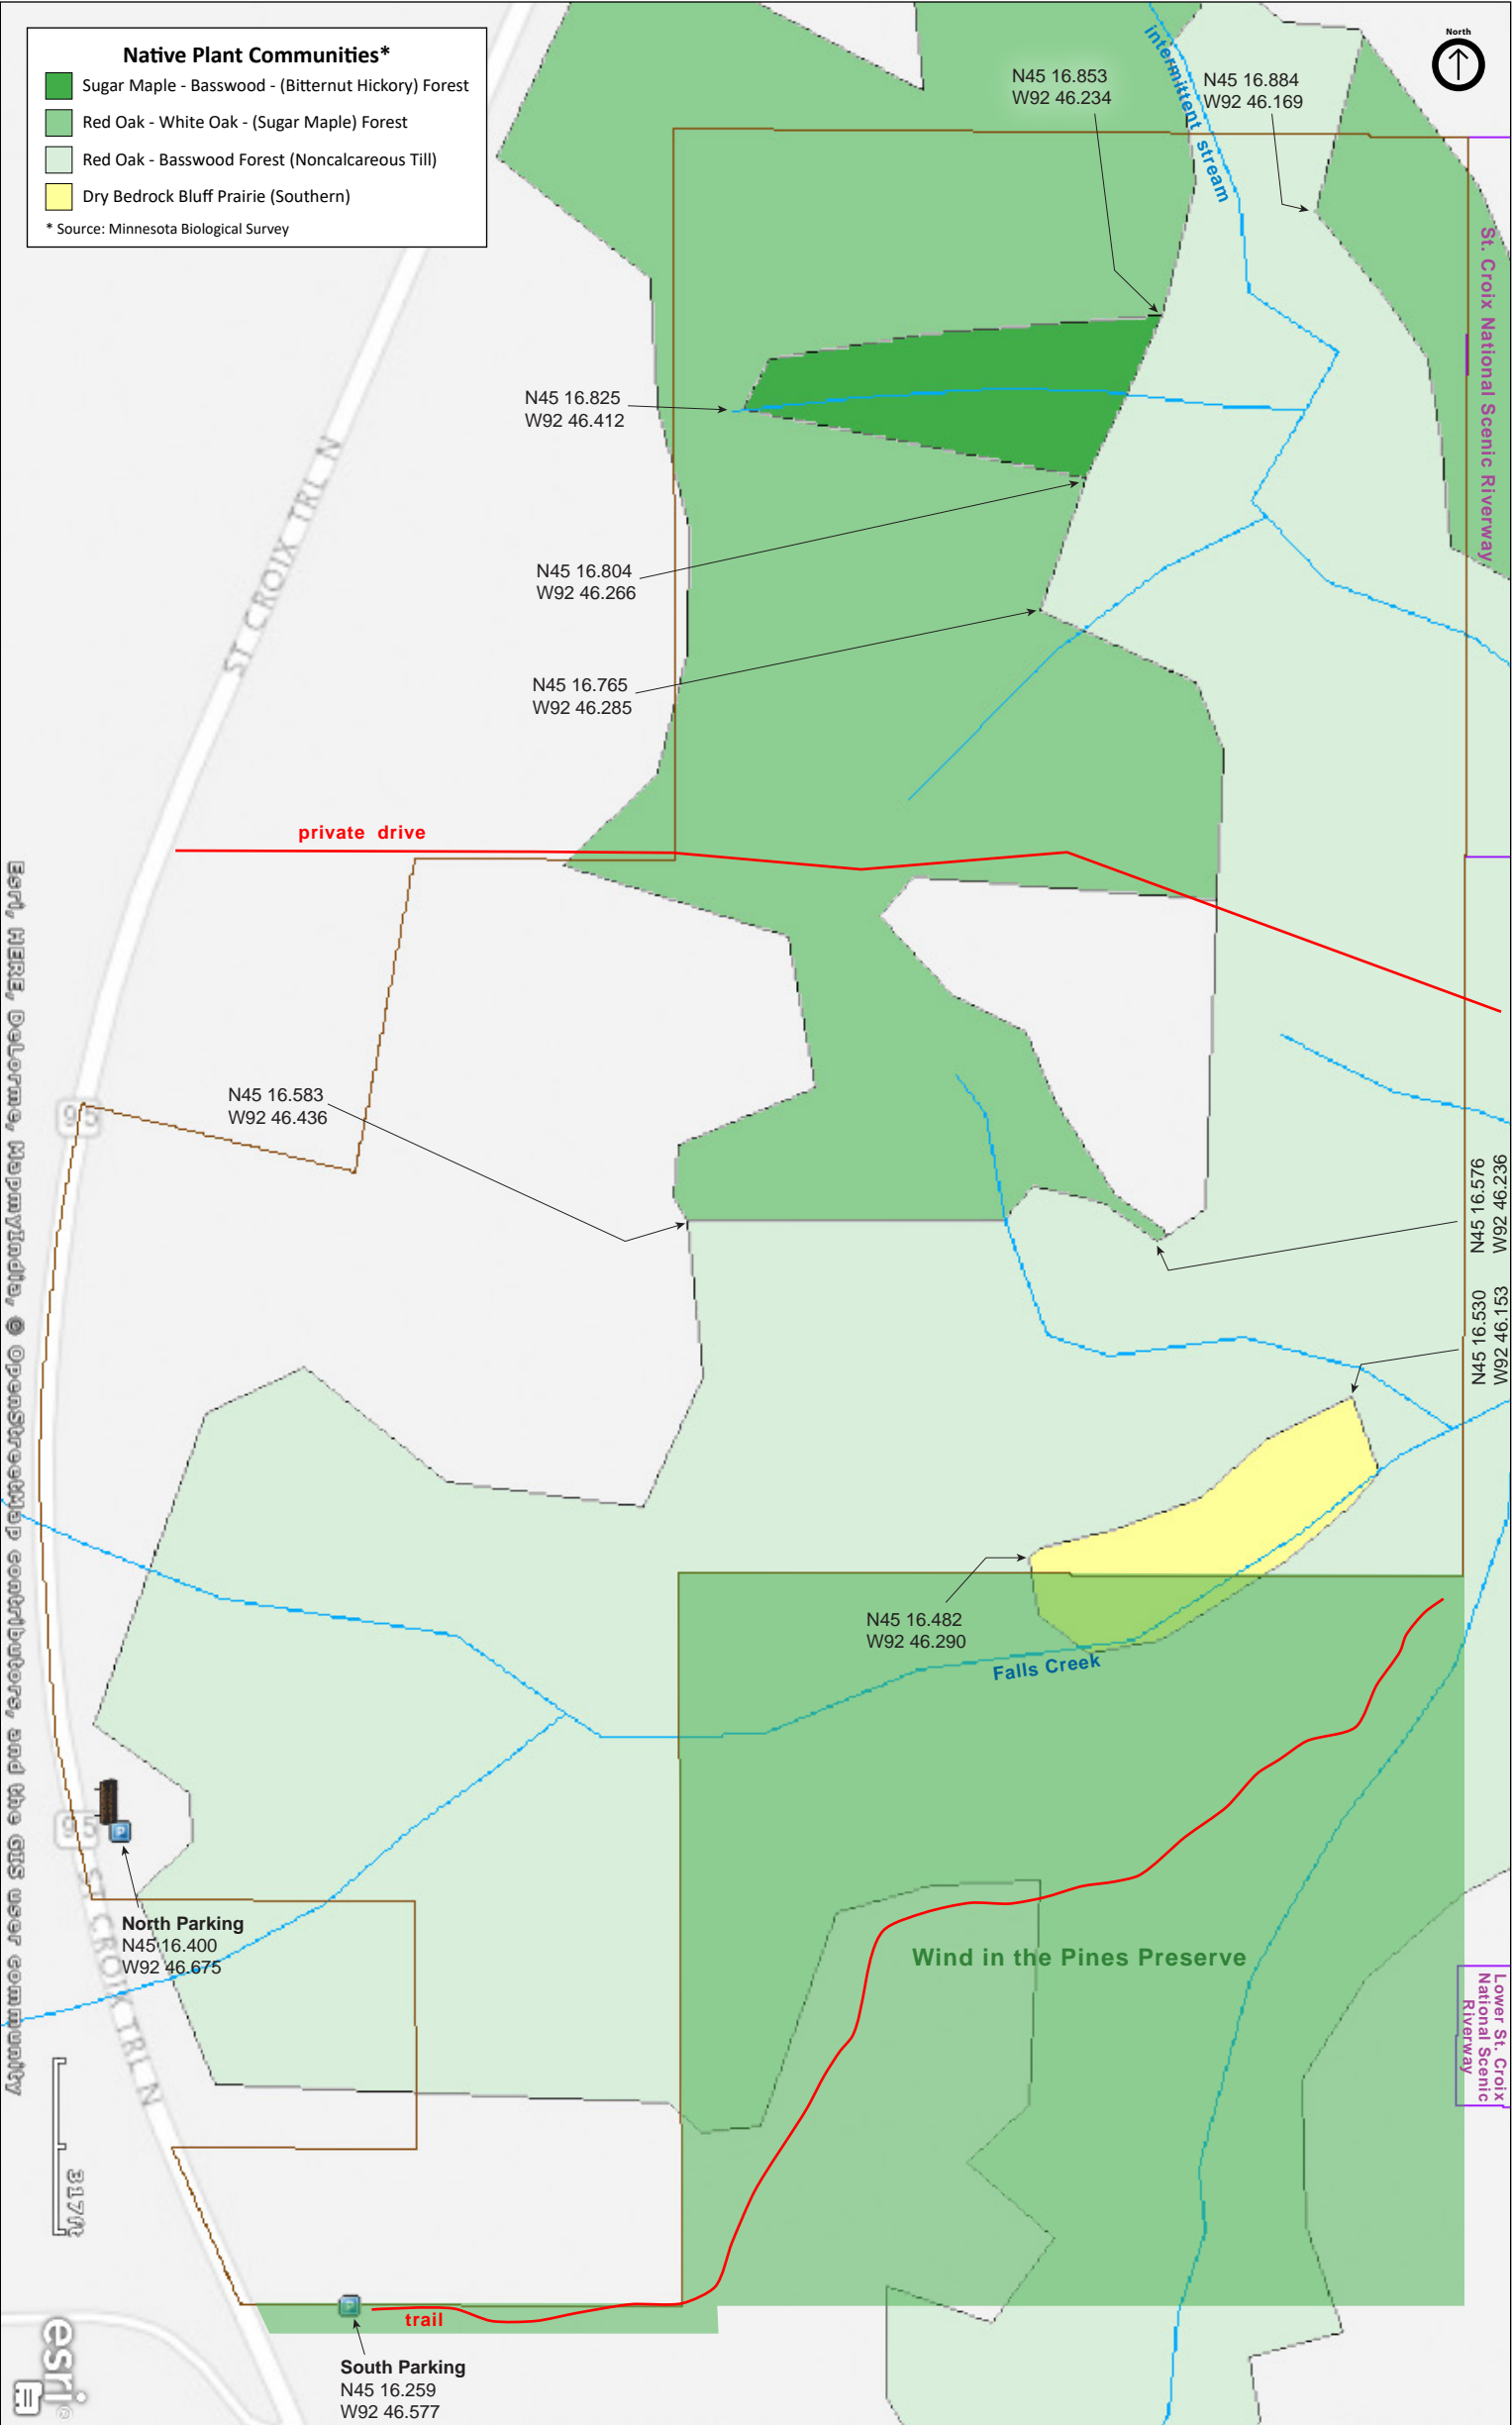 Native Plant Communities*
Sugar Maple - Basswood - (Bitternut Hickory) Forest
Red Oak - White Oak - (Sugar Maple) Forest
Red Oak - Basswood Forest (Noncalcareous Till)
Dry Bedrock Bluff Prairie (Southern)
* Source: Minnesota Biological Survey
North
N45 16.853
W92 46.234
N45 16.884
W92 46.169
intermittent stream
St. Croix National Scenic Riverway
N45 16.825
W92 46.412
ST CROIX TRL N
N45 16.804
W92 46.266
N45 16.765
W92 46.285
private drive
N45 16.583
W92 46.436
95
N45 16.576
W92 46.236
N45 16.530
W92 46.153
N45 16.482
W92 46.290
Falls Creek
95
North Parking
N45 16.400
W92 46.675
P
ST CROIX TRL N
Wind in the Pines Preserve
Lower St. Croix
National Scenic
Riverway
317ft
P
trail
South Parking
N45 16.259
W92 46.577
Esri, HERE, DeLorme, MapmyIndia, © OpenStreetMap contributors, and the GIS user community
esri